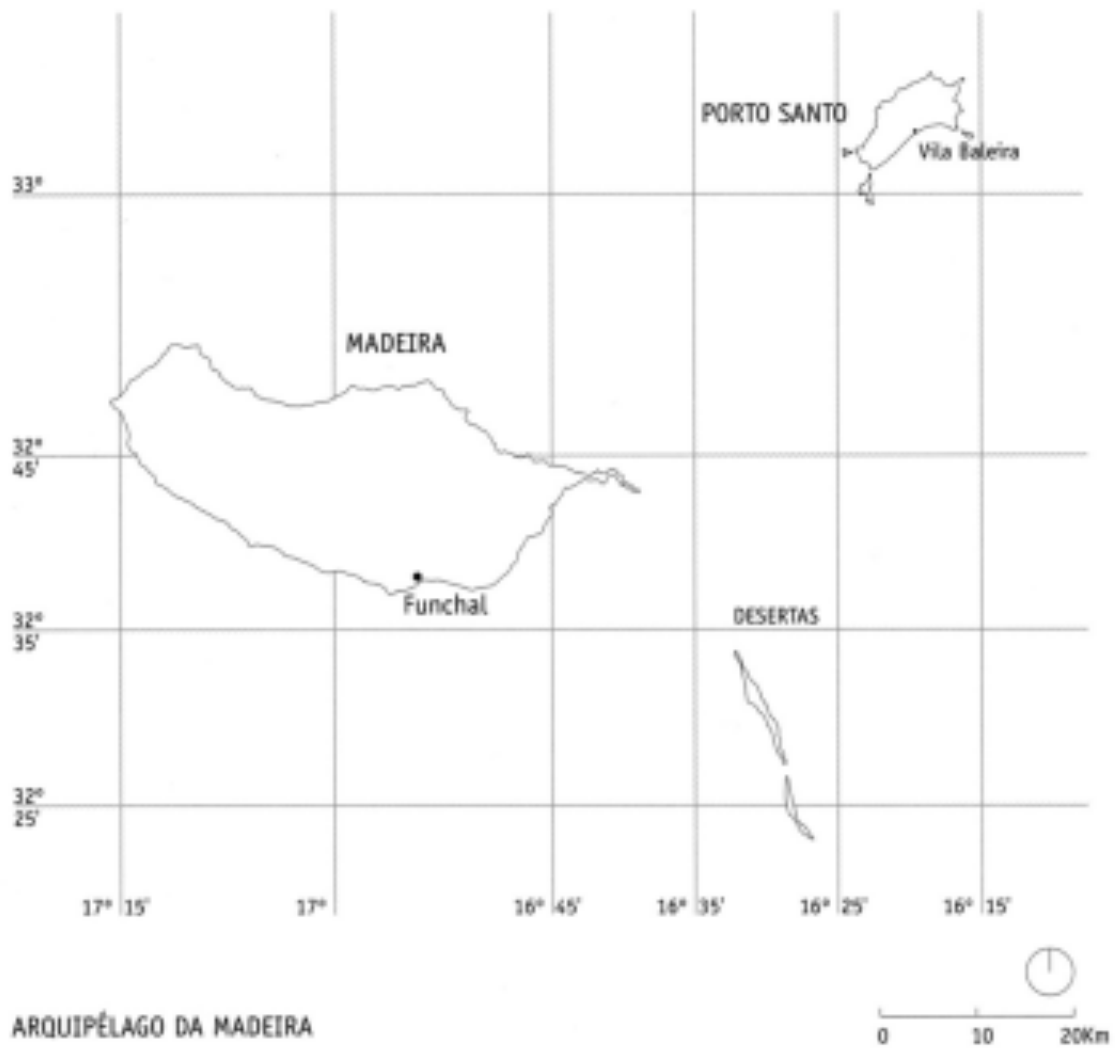 PORTO SANTO
Vila Baleira
33°
MADEIRA
32°
45'
Funchal
32°
35'
DESERTAS
32°
25'
17° 15'
17°
16° 45'
16° 35'
16° 25'
16° 15'
ARQUIPÉLAGO DA MADEIRA
0 10 20Km